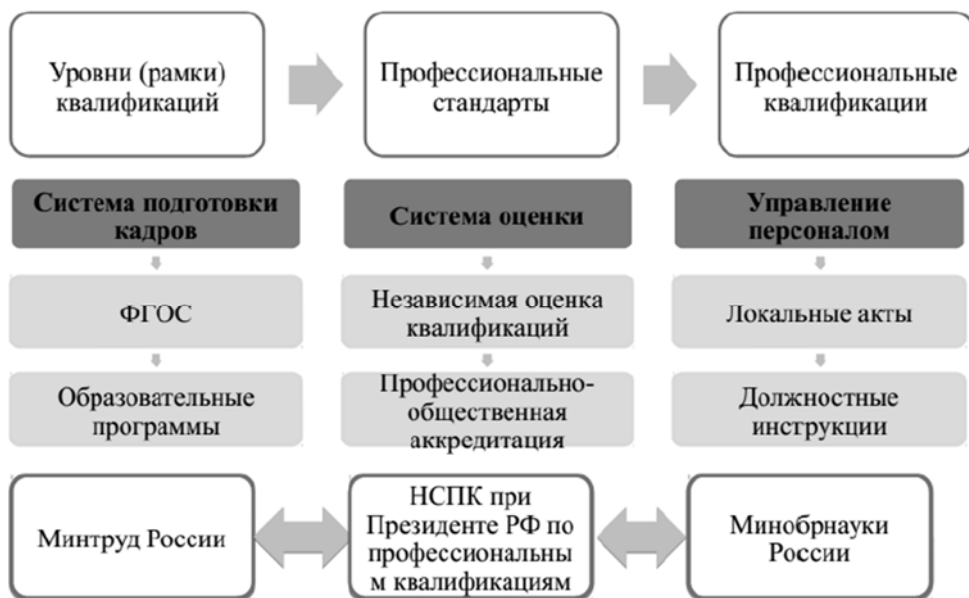 Уровни (рамки)
квалификаций
Профессиональные
стандарты
Профессиональные
квалификации
Система подготовки
кадров
Система оценки
Управление
персоналом
ФГОС
Независимая оценка
квалификаций
Локальные акты
Образовательные
программы
Профессионально-
общественная
аккредитация
Должностные
инструкции
Минтруд России
НСПК при
Президенте РФ по
профессиональны
м квалификациям
Минобрнауки
России